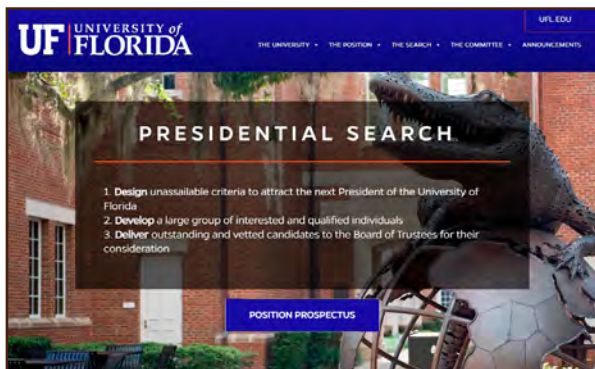 UFL.EDU
UF UNIVERSITY of
FLORIDA
THE UNIVERSITY THE POSITION THE SEARCH THE COMMITTEE ANNOUNCEMENTS
PRESIDENTIAL SEARCH
1. Design unassailable criteria to attract the next President of the University of
Florida
2. Develop a large group of interested and qualified individuals
3. Deliver outstanding and vetted candidates to the Board of Trustees for their
consideration
POSITION PROSPECTUS